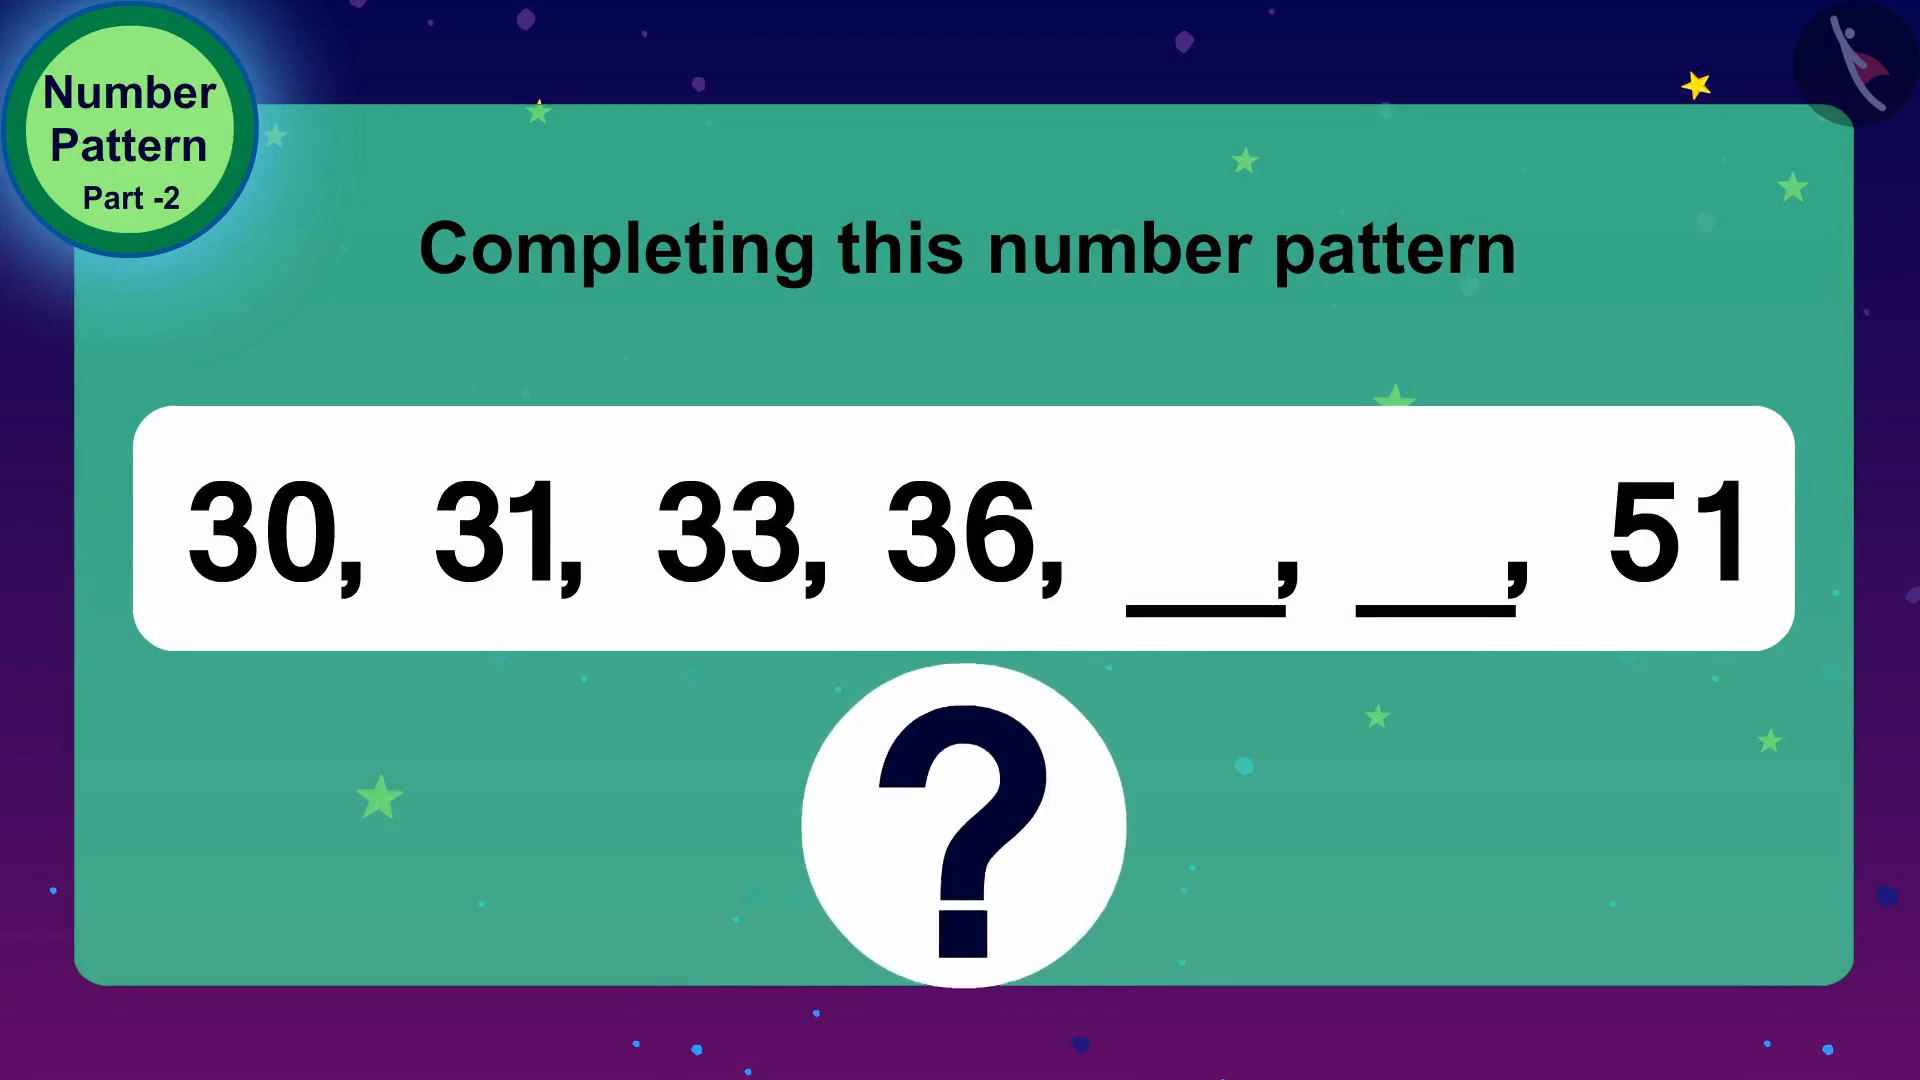 Number
Pattern
Part -2
Completing this number pattern
30, 31, 33, 36, __, __, 51
?